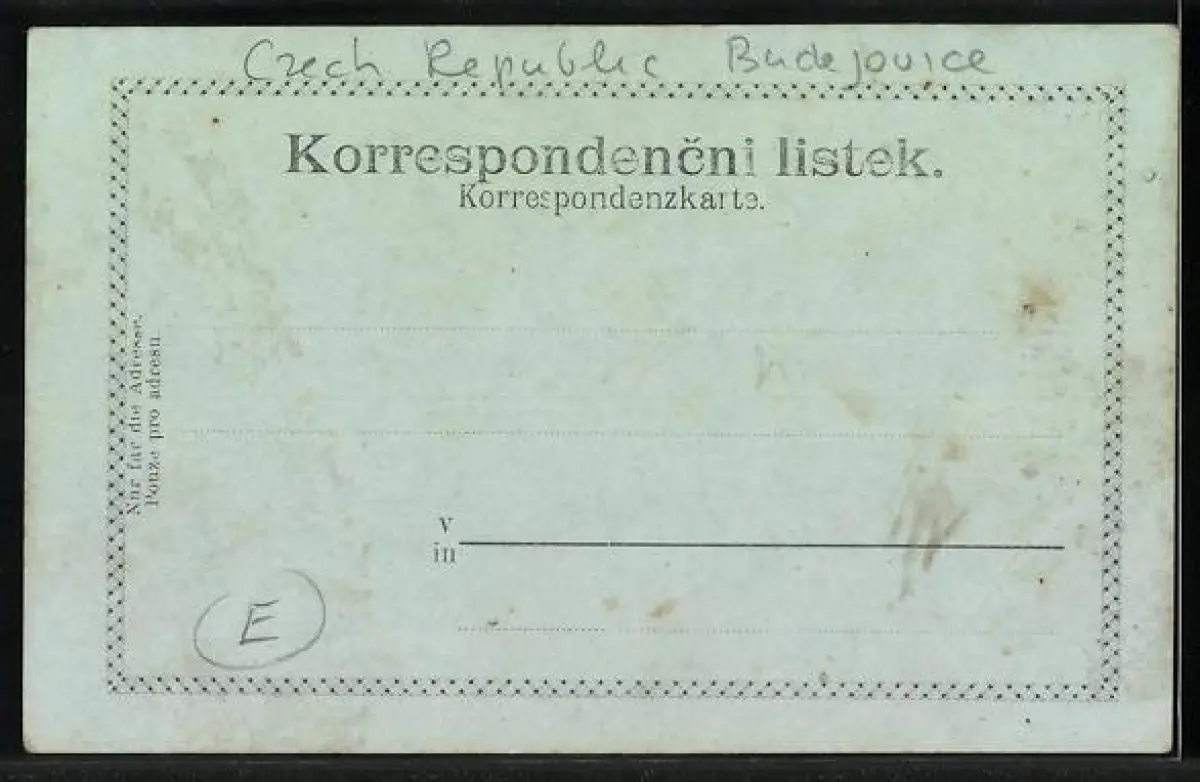 Czech Republic Budejovice
Korrespondenčni listek.
Korrespondenzkarte.
Nur für die Adresse.
Pouze pro adresu
v
in
E